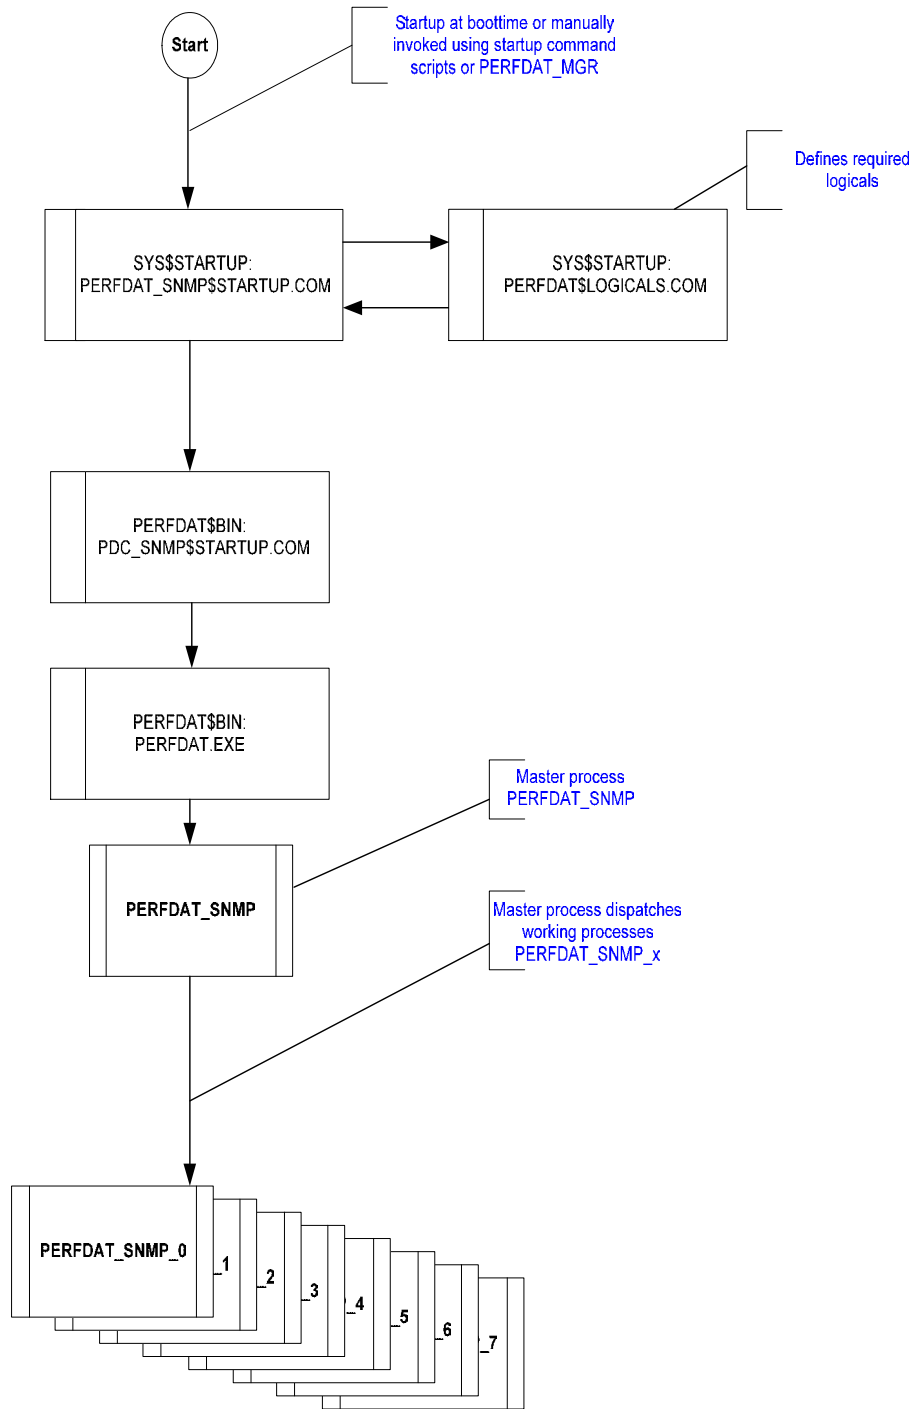 Start
Startup at boottime or manually
invoked using startup command
scripts or PERFDAT_MGR
Defines required
logicals
SYS$STARTUP:
PERFDAT_SNMP$STARTUP.COM
SYS$STARTUP:
PERFDAT$LOGICALS.COM
PERFDAT$BIN:
PDC_SNMP$STARTUP.COM
PERFDAT$BIN:
PERFDAT.EXE
Master process
PERFDAT_SNMP
PERFDAT_SNMP
Master process dispatches
working processes
PERFDAT_SNMP_x
PERFDAT_SNMP_0
_1
_2
_3
_4
_5
_6
_7